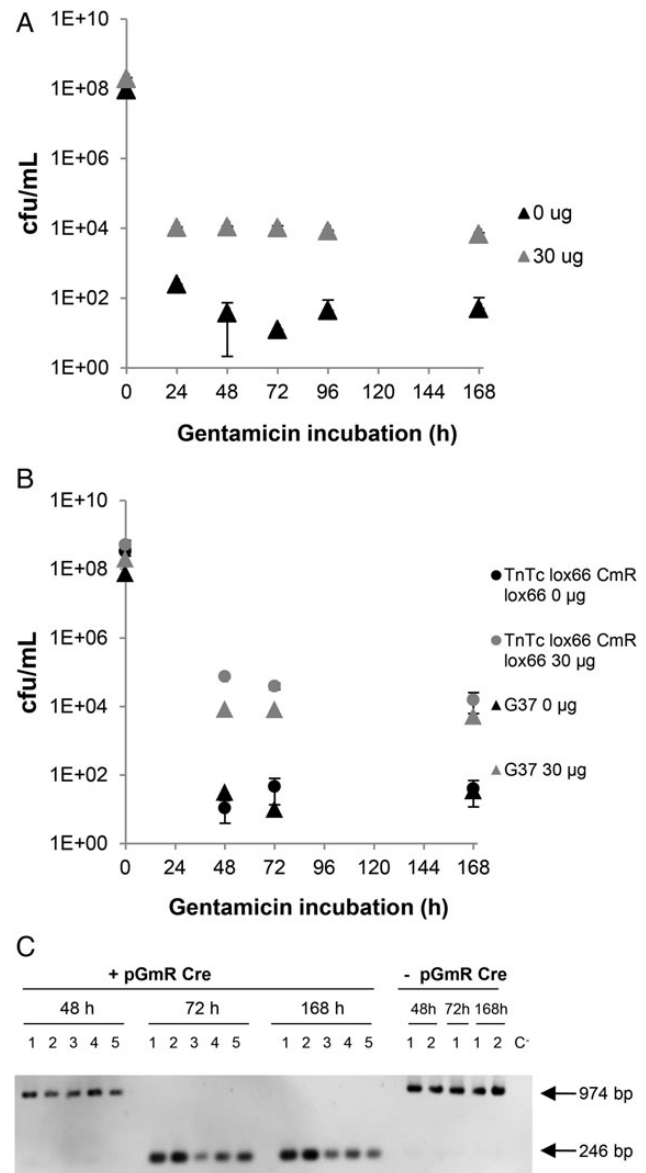 A
1E+10
1E+08
1E+06
1E+04
1E+02
1E+00
cfu/mL
0 24 48 72 96 120 144 168
Gentamicin incubation (h)
0 ug
30 ug
B
1E+10
1E+08
1E+06
1E+04
1E+02
1E+00
cfu/mL
0 24 48 72 96 120 144 168
Gentamicin incubation (h)
TnTc lox66 CmR
lox66 0 µg
TnTc lox66 CmR
lox66 30 µg
G37 0 µg
G37 30 µg
C
+ pGmR Cre - pGmR Cre
48 h 72 h 168 h 48h 72h 168h
1 2 3 4 5 1 2 3 4 5 1 2 3 4 5 1 2 1 1 2 C-
974 bp
246 bp